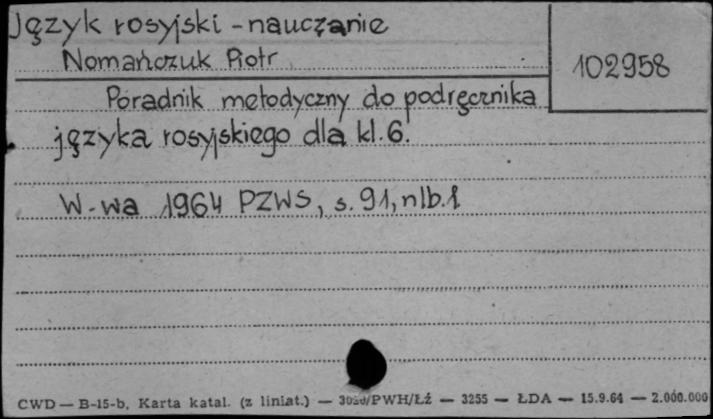 Język rosyjski - nauczanie
Nomańczuk Piotr
102958
Poradnik metodyczny do podręcznika
języka rosyjskiego dla kl. 6.
W-wa 1964 PZWS, s. 91, nlb. 1
CWD — B-15-b, Karta katal. (z liniat.) — PWH/Łź — 3255 — ŁDA — 15.9.64 — 2.000.000